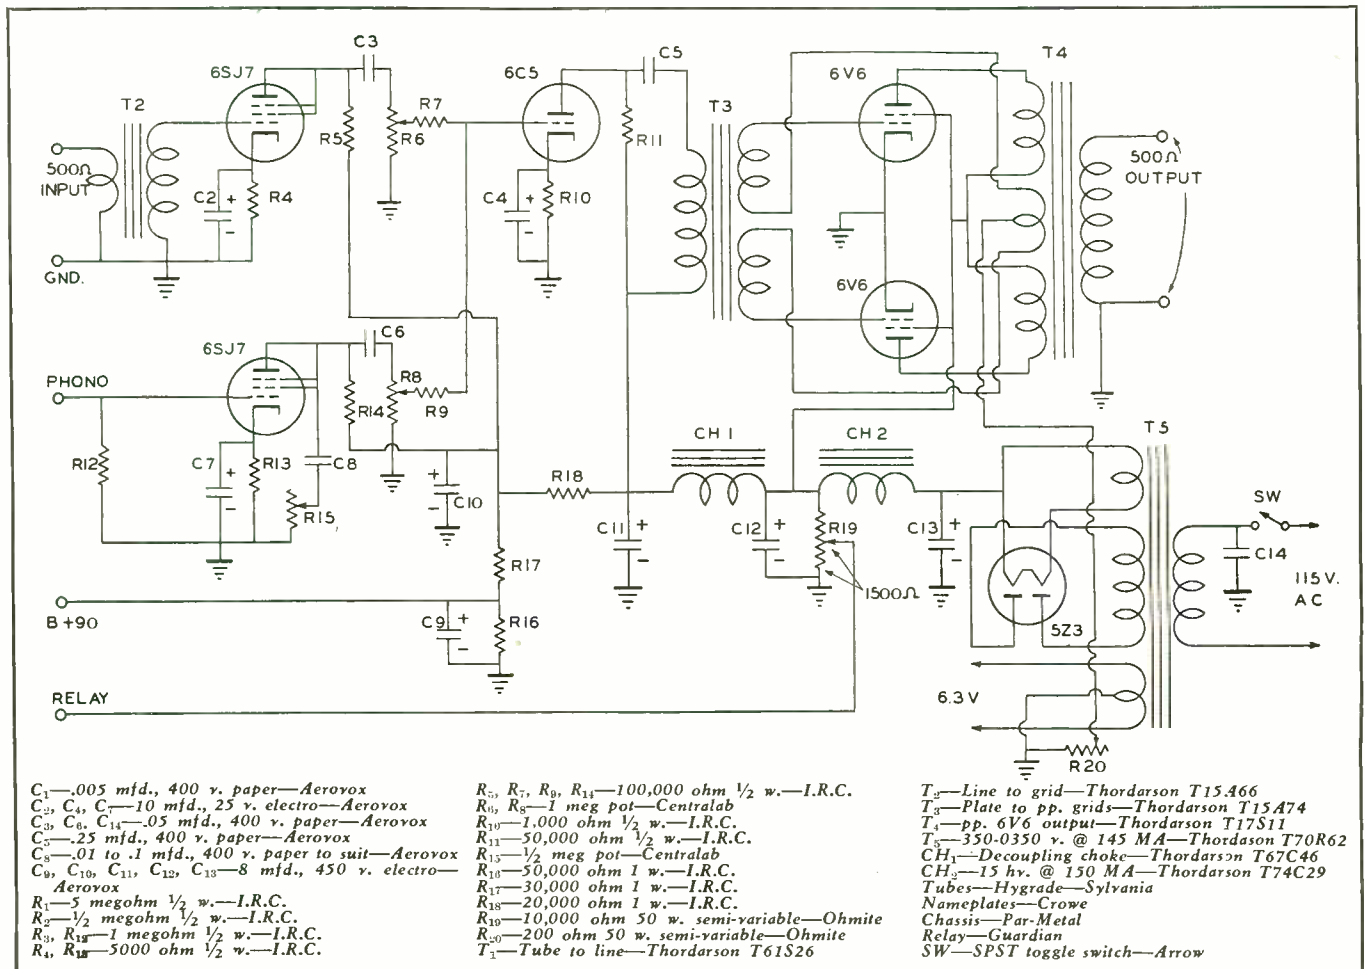 C3
6SJ7
T2
R5
R6
R7
6C5
C5
R11
T3
6V6
T4
500Ω
INPUT
C2
+
-
R4
C4
+
-
R10
500Ω
OUTPUT
GND.
6V6
6SJ7
C6
PHONO
R8
R14
R9
R12
C7
+
-
R13
C8
R15
+
-
C10
R18
CH 1
CH 2
T5
C11
+
-
C12
+
-
R19
C13
+
-
SW
C14
115 V.
A C
R17
1500Ω
5Z3
B +90
C9
+
-
R16
RELAY
6.3 V
R20
C1—.005 mfd., 400 v. paper—Aerovox
C2, C4, C7—10 mfd., 25 v. electro—Aerovox
C3, C6, C14—.05 mfd., 400 v. paper—Aerovox
C5—.25 mfd., 400 v. paper—Aerovox
C8—.01 to .1 mfd., 400 v. paper to suit—Aerovox
C9, C10, C11, C12, C13—8 mfd., 450 v. electro—
Aerovox
R1—5 megohm ½ w.—I.R.C.
R2—½ megohm ½ w.—I.R.C.
R3, R12—1 megohm ½ w.—I.R.C.
R4, R13—5000 ohm ½ w.—I.R.C.
R5, R7, R9, R14—100,000 ohm ½ w.—I.R.C.
R6, R8—1 meg pot—Centralab
R10—1,000 ohm ½ w.—I.R.C.
R11—50,000 ohm ½ w.—I.R.C.
R15—½ meg pot—Centralab
R16—50,000 ohm 1 w.—I.R.C.
R17—30,000 ohm 1 w.—I.R.C.
R18—20,000 ohm 1 w.—I.R.C.
R19—10,000 ohm 50 w. semi-variable—Ohmite
R20—200 ohm 50 w. semi-variable—Ohmite
T1—Tube to line—Thordarson T61S26
T2—Line to grid—Thordarson T15A66
T3—Plate to pp. grids—Thordarson T15A74
T4—pp. 6V6 output—Thordarson T17S11
T5—350-0350 v. @ 145 MA—Thordason T70R62
CH1—Decoupling choke—Thordarson T67C46
CH2—15 hv. @ 150 MA—Thordarson T74C29
Tubes—Hygrade—Sylvania
Nameplates—Crowe
Chassis—Par-Metal
Relay—Guardian
SW—SPST toggle switch—Arrow